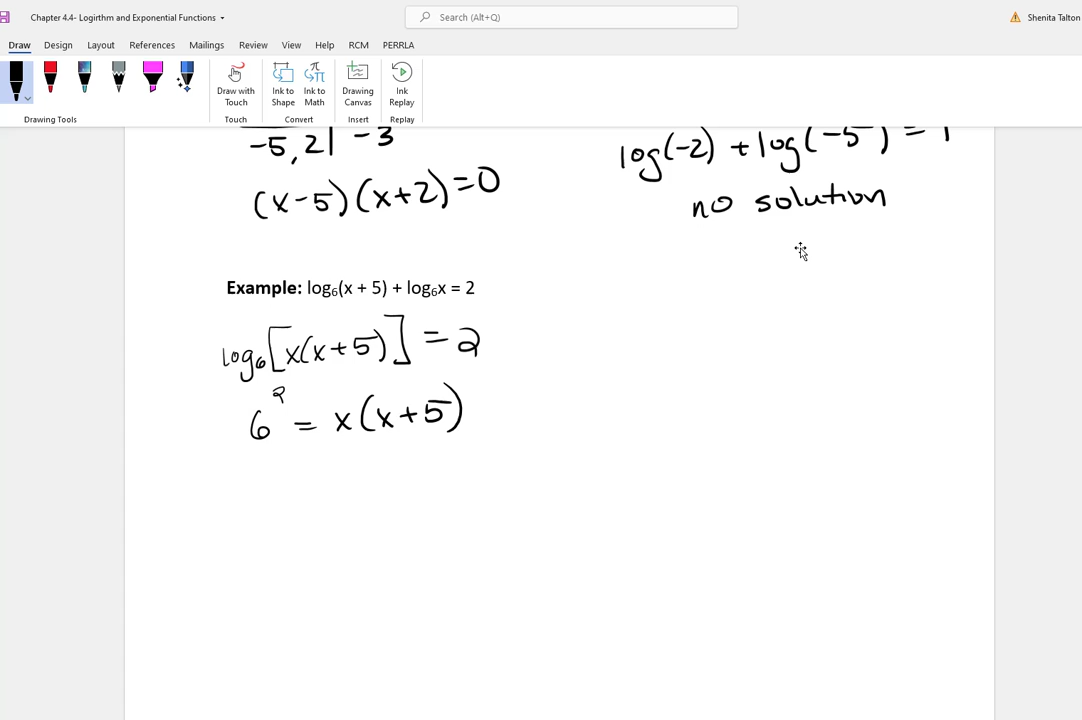 Chapter 4.4- Logirthm and Exponential Functions
Search (Alt+Q)
Shenita Talton
Draw Design Layout References Mailings Review View Help RCM PERRLA
Draw with Touch
Ink to Shape
Ink to Math
Drawing Canvas
Ink Replay
Drawing Tools Touch Convert Insert Replay
-5, 2 | -3
(x-5)(x+2)=0
log(-2) + log(-5) = 1
no solution
Example: log₆(x + 5) + log₆x = 2
log₆[x(x+5)] = 2
6² = x(x+5)